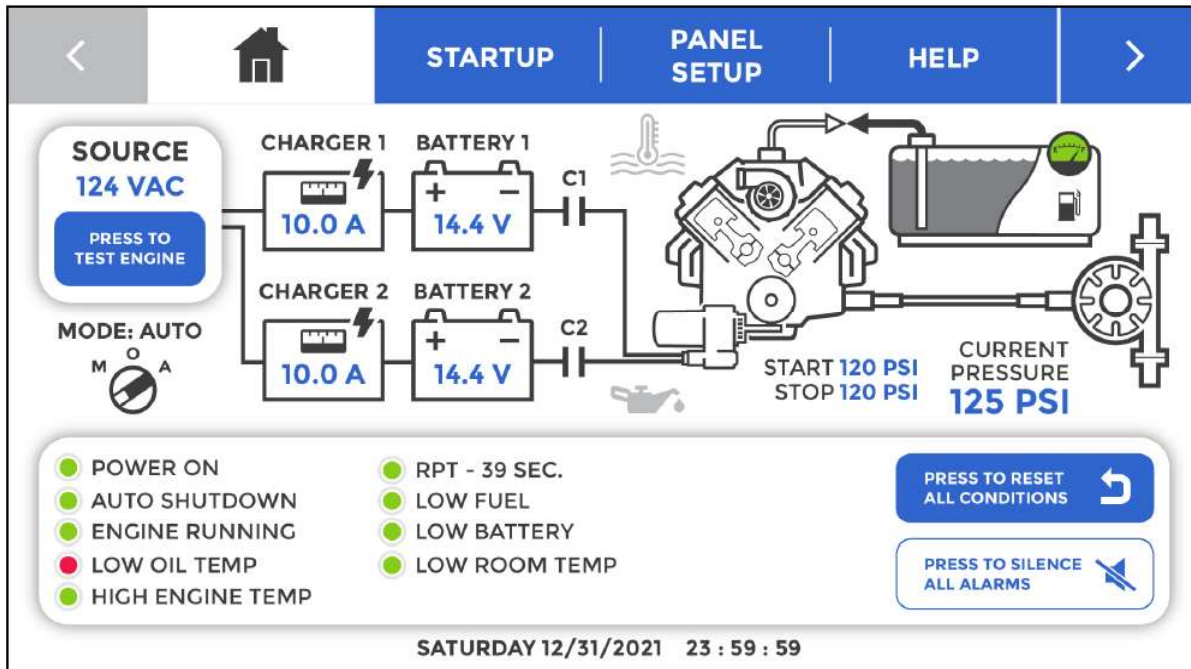 STARTUP
PANEL
SETUP
HELP
SOURCE
124 VAC
PRESS TO
TEST ENGINE
CHARGER 1
10.0 A
BATTERY 1
+ −
14.4 V
C1
CHARGER 2
10.0 A
BATTERY 2
+ −
14.4 V
C2
E F
MODE: AUTO
M O A
START 120 PSI
STOP 120 PSI
CURRENT
PRESSURE
125 PSI
POWER ON
AUTO SHUTDOWN
ENGINE RUNNING
LOW OIL TEMP
HIGH ENGINE TEMP
RPT - 39 SEC.
LOW FUEL
LOW BATTERY
LOW ROOM TEMP
PRESS TO RESET
ALL CONDITIONS
PRESS TO SILENCE
ALL ALARMS
SATURDAY 12/31/2021 23 : 59 : 59